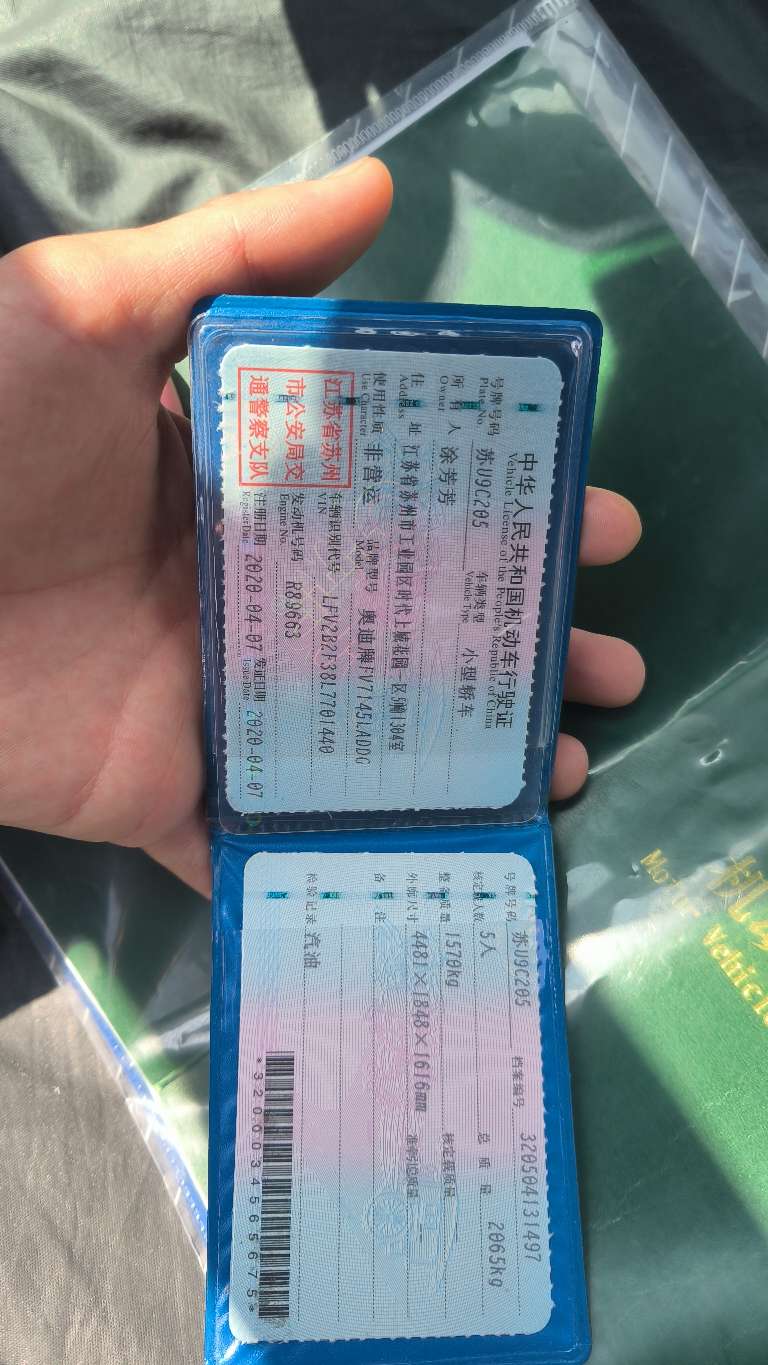 中华人民共和国机动车行驶证
Vehicle License of the People's Republic of China
号牌号码 苏U9C205 车辆类型 小型轿车
Plate No. Vehicle Type
所有人 涂芳芳
Owner
住址 江苏省苏州市工业园区时代上城花园一区5幢1304室
Address
使用性质 非营运 品牌型号 奥迪牌FV7145LADDG
Use Character Model
江苏省苏州
市公安局交
通警察支队
车辆识别代号 LFV2B2F38L7701440
VIN
发动机号码 R89663
Engine No.
注册日期 2020-04-07 发证日期 2020-04-07
Register Date Issue Date
号牌号码 苏U9C205 档案编号 320504131497
核定载人数 5人 总质量 2065kg
整备质量 1570kg 核定载质量
外廓尺寸 4481×1848×1616mm 准牵引总质量
备注
检验记录 汽油
*3200034565675*
Vehicle